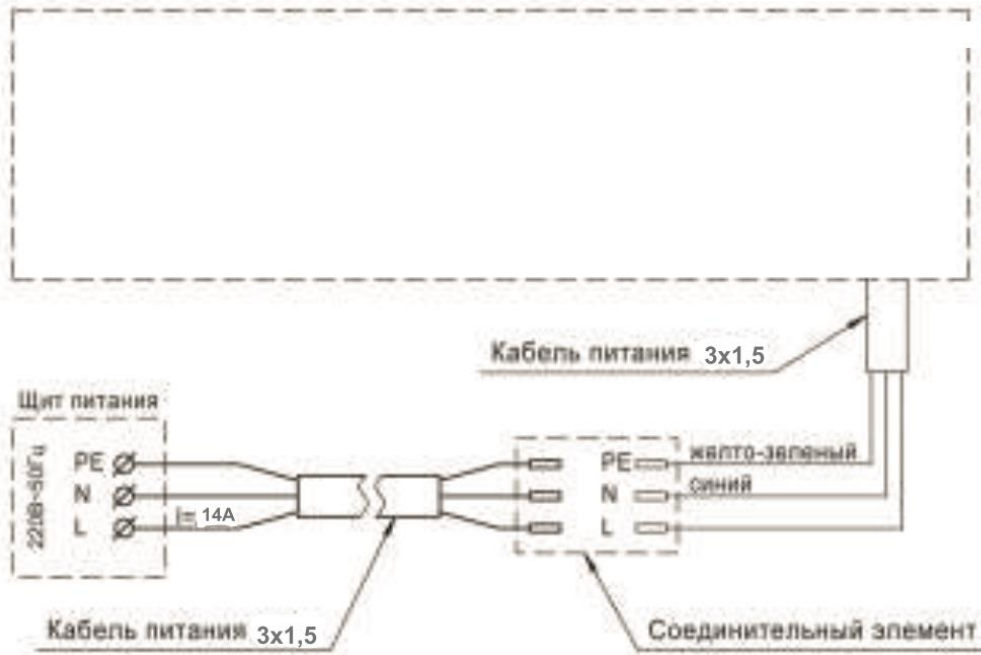 Кабель питания 3x1,5
Щит питания
220В~50Гц
PE
N
L
I= 14А
PE
N
L
желто-зеленый
синий
Кабель питания 3x1,5
Соединительный элемент